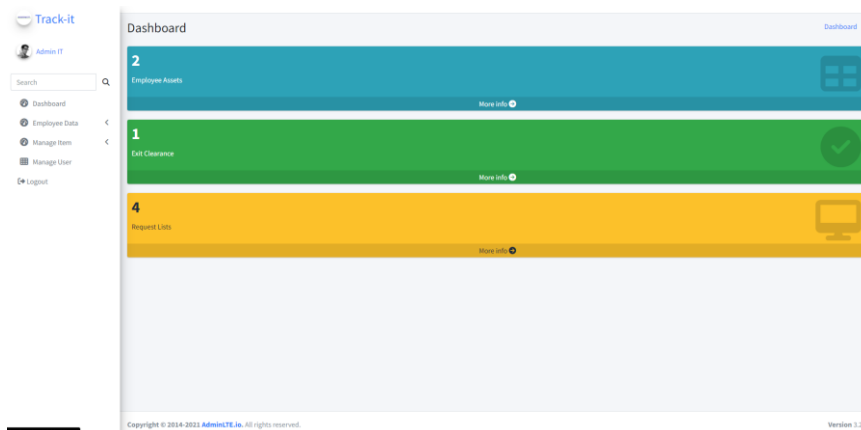 Track-it
Admin IT
Search
Dashboard
Employee Data
Manage Item
Manage User
Logout
Dashboard
Dashboard
2
Employee Assets
More info
1
Exit Clearance
More info
4
Request Lists
More info
Copyright © 2014-2021 AdminLTE.io. All rights reserved.
Version 3.2